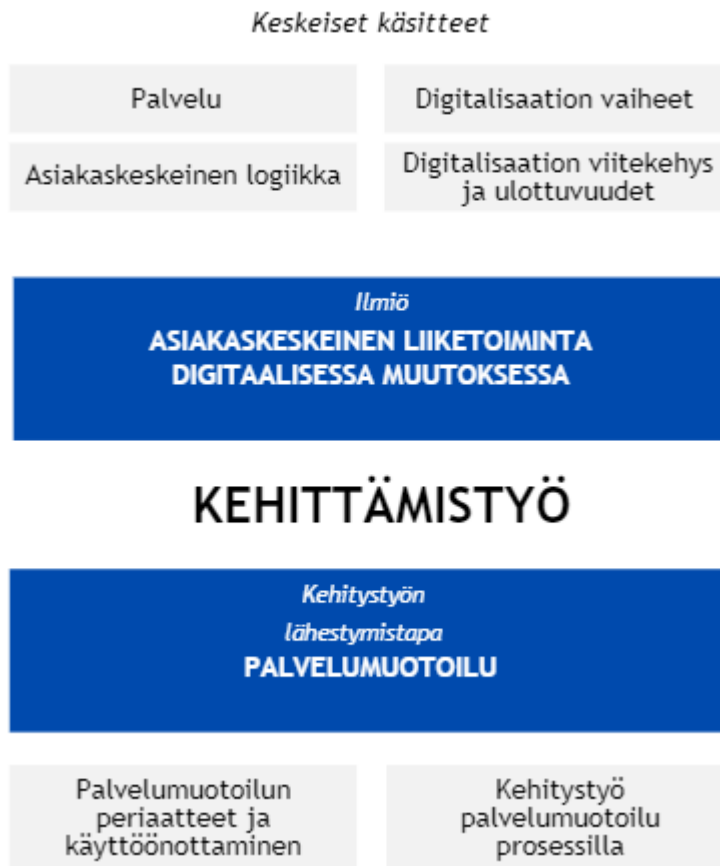 Keskeiset käsitteet
Palvelu
Digitalisaation vaiheet
Asiakaskeskeinen logiikka
Digitalisaation viitekehys
ja ulottuvuudet
Ilmiö
ASIAKASKESKEINEN LIIKETOIMINTA
DIGITAALISESSA MUUTOKSESSA
KEHITTÄMISTYÖ
Kehitystyön
lähestymistapa
PALVELUMUOTOILU
Palvelumuotoilun
periaatteet ja
käyttöönottaminen
Kehitystyö
palvelumuotoilu
prosessilla